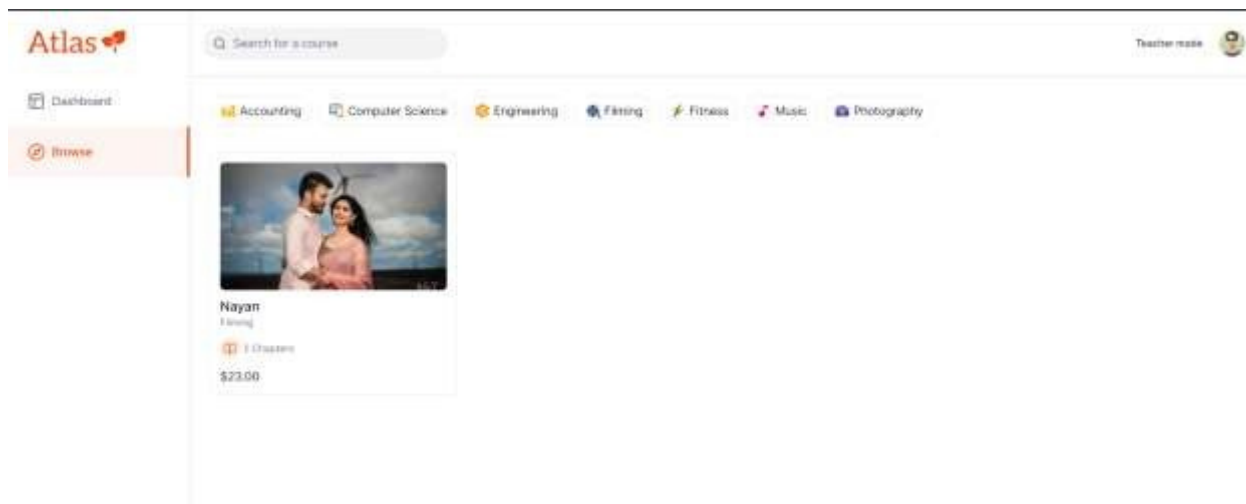 Atlas
Search for a course
Teacher mode
Dashboard
Browse
Accounting
Computer Science
Engineering
Filming
Fitness
Music
Photography
Nayan
Filming
Chapters
$23.00